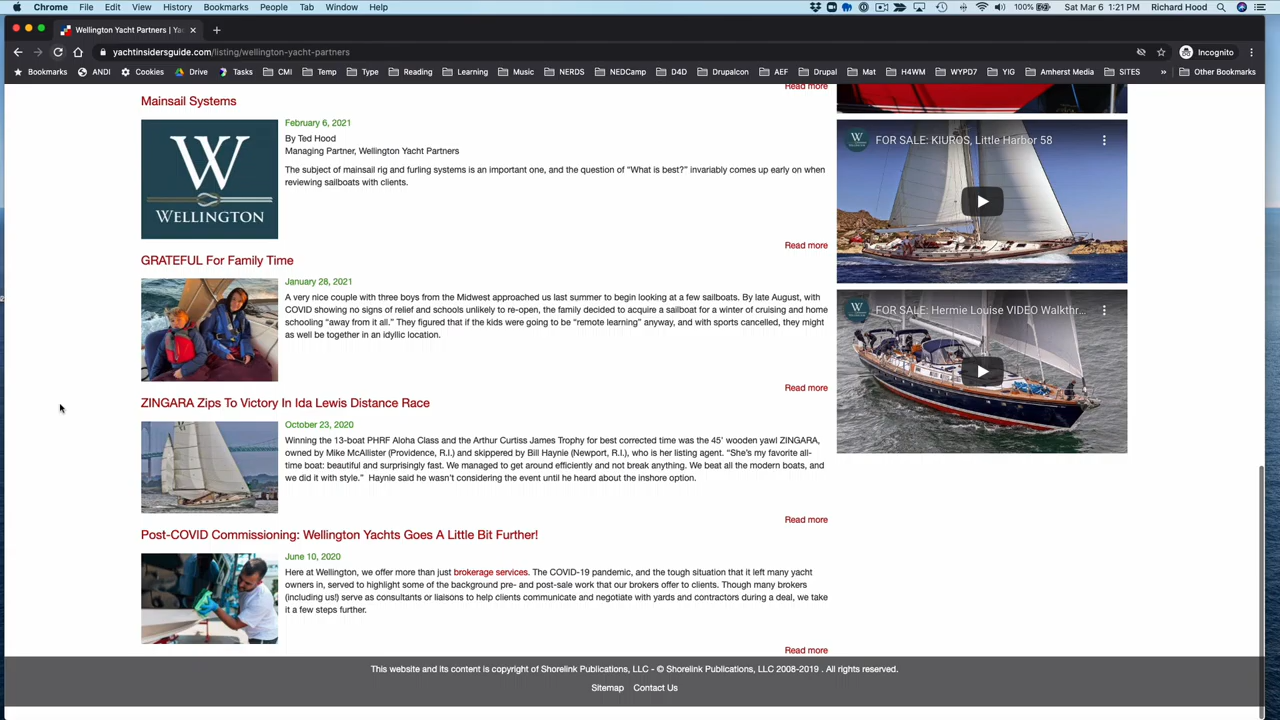 Chrome File Edit View History Bookmarks People Tab Window Help
100% Sat Mar 6 1:21 PM Richard Hood
Wellington Yacht Partners | Ya
yachtinsidersguide.com/listing/wellington-yacht-partners
Incognito
Bookmarks ANDI Cookies Drive Tasks CMI Temp Type Reading Learning Music NERDS NEDCamp D4D Drupalcon AEF Drupal Mat H4WM WYPD7 YIG Amherst Media SITES » Other Bookmarks
Read more
Mainsail Systems
February 6, 2021
By Ted Hood
Managing Partner, Wellington Yacht Partners
The subject of mainsail rig and furling systems is an important one, and the question of “What is best?” invariably comes up early on when
reviewing sailboats with clients.
W
WELLINGTON
Read more
GRATEFUL For Family Time
January 28, 2021
A very nice couple with three boys from the Midwest approached us last summer to begin looking at a few sailboats. By late August, with
COVID showing no signs of relief and schools unlikely to re-open, the family decided to acquire a sailboat for a winter of cruising and home
schooling “away from it all.” They figured that if the kids were going to be “remote learning” anyway, and with sports cancelled, they might
as well be together in an idyllic location.
Read more
ZINGARA Zips To Victory In Ida Lewis Distance Race
October 23, 2020
Winning the 13-boat PHRF Aloha Class and the Arthur Curtiss James Trophy for best corrected time was the 45’ wooden yawl ZINGARA,
owned by Mike McAllister (Providence, R.I.) and skippered by Bill Haynie (Newport, R.I.), who is her listing agent. “She’s my favorite all-
time boat: beautiful and surprisingly fast. We managed to get around efficiently and not break anything. We beat all the modern boats, and
we did it with style.” Haynie said he wasn’t considering the event until he heard about the inshore option.
Read more
Post-COVID Commissioning: Wellington Yachts Goes A Little Bit Further!
June 10, 2020
Here at Wellington, we offer more than just brokerage services. The COVID-19 pandemic, and the tough situation that it left many yacht
owners in, served to highlight some of the background pre- and post-sale work that our brokers offer to clients. Though many brokers
(including us!) serve as consultants or liaisons to help clients communicate and negotiate with yards and contractors during a deal, we take
it a few steps further.
Read more
FOR SALE: KIUROS, Little Harbor 58
FOR SALE: Hermie Louise VIDEO Walkthr...
This website and its content is copyright of Shorelink Publications, LLC - © Shorelink Publications, LLC 2008-2019 . All rights reserved.
Sitemap Contact Us